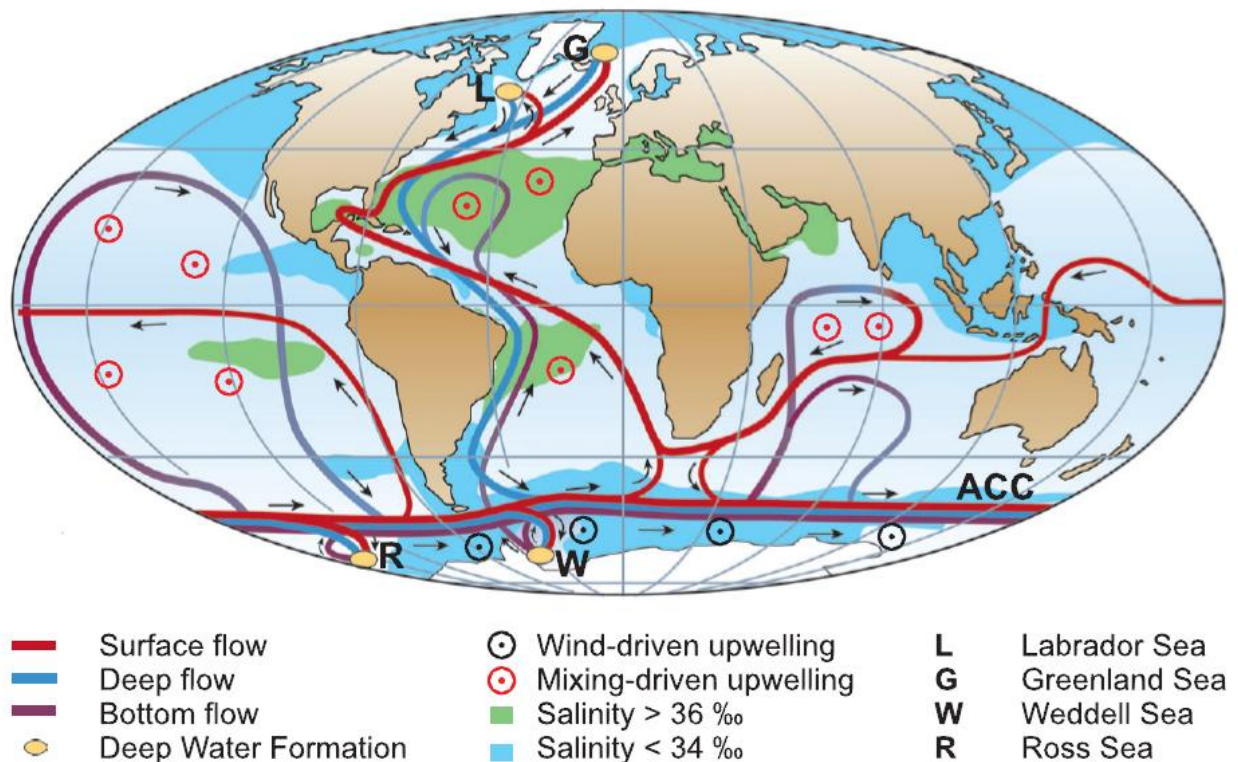 G
L
ACC
R
W
Surface flow
Deep flow
Bottom flow
Deep Water Formation
Wind-driven upwelling
Mixing-driven upwelling
Salinity > 36 ‰
Salinity < 34 ‰
L Labrador Sea
G Greenland Sea
W Weddell Sea
R Ross Sea